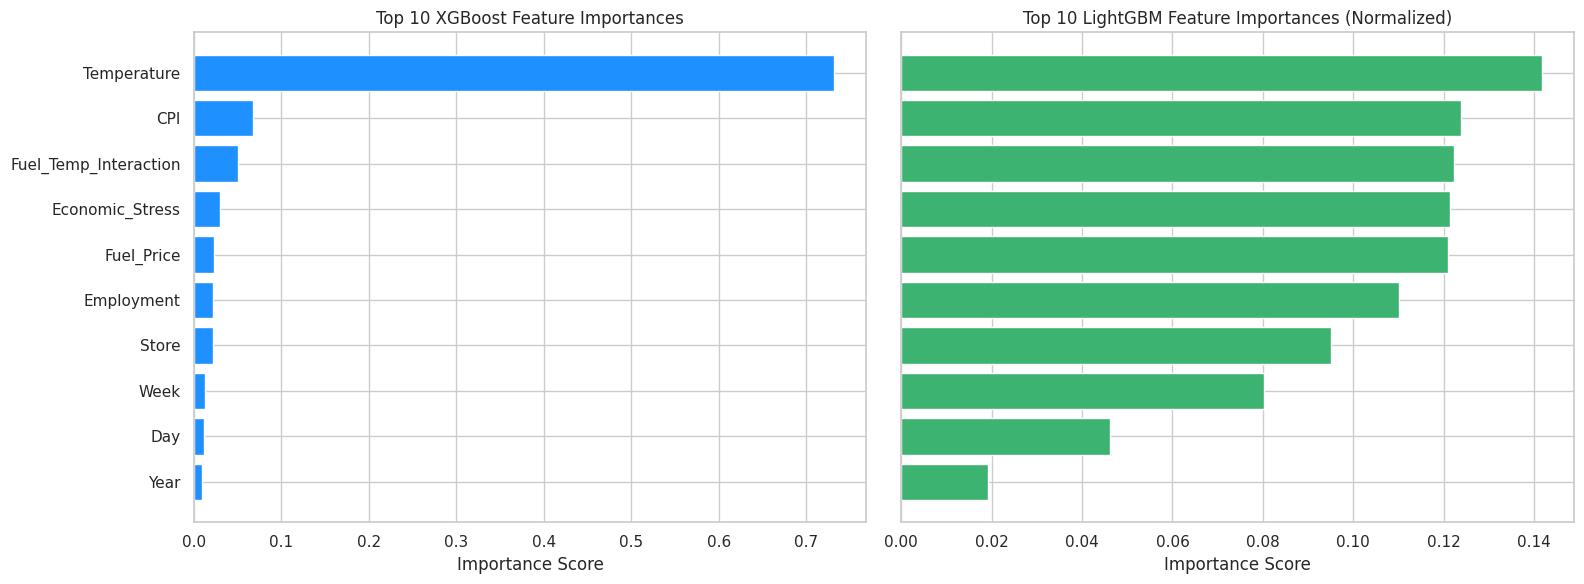 Top 10 XGBoost Feature Importances
Temperature
CPI
Fuel_Temp_Interaction
Economic_Stress
Fuel_Price
Employment
Store
Week
Day
Year
0.0 0.1 0.2 0.3 0.4 0.5 0.6 0.7
Importance Score
Top 10 LightGBM Feature Importances (Normalized)
0.00 0.02 0.04 0.06 0.08 0.10 0.12 0.14
Importance Score